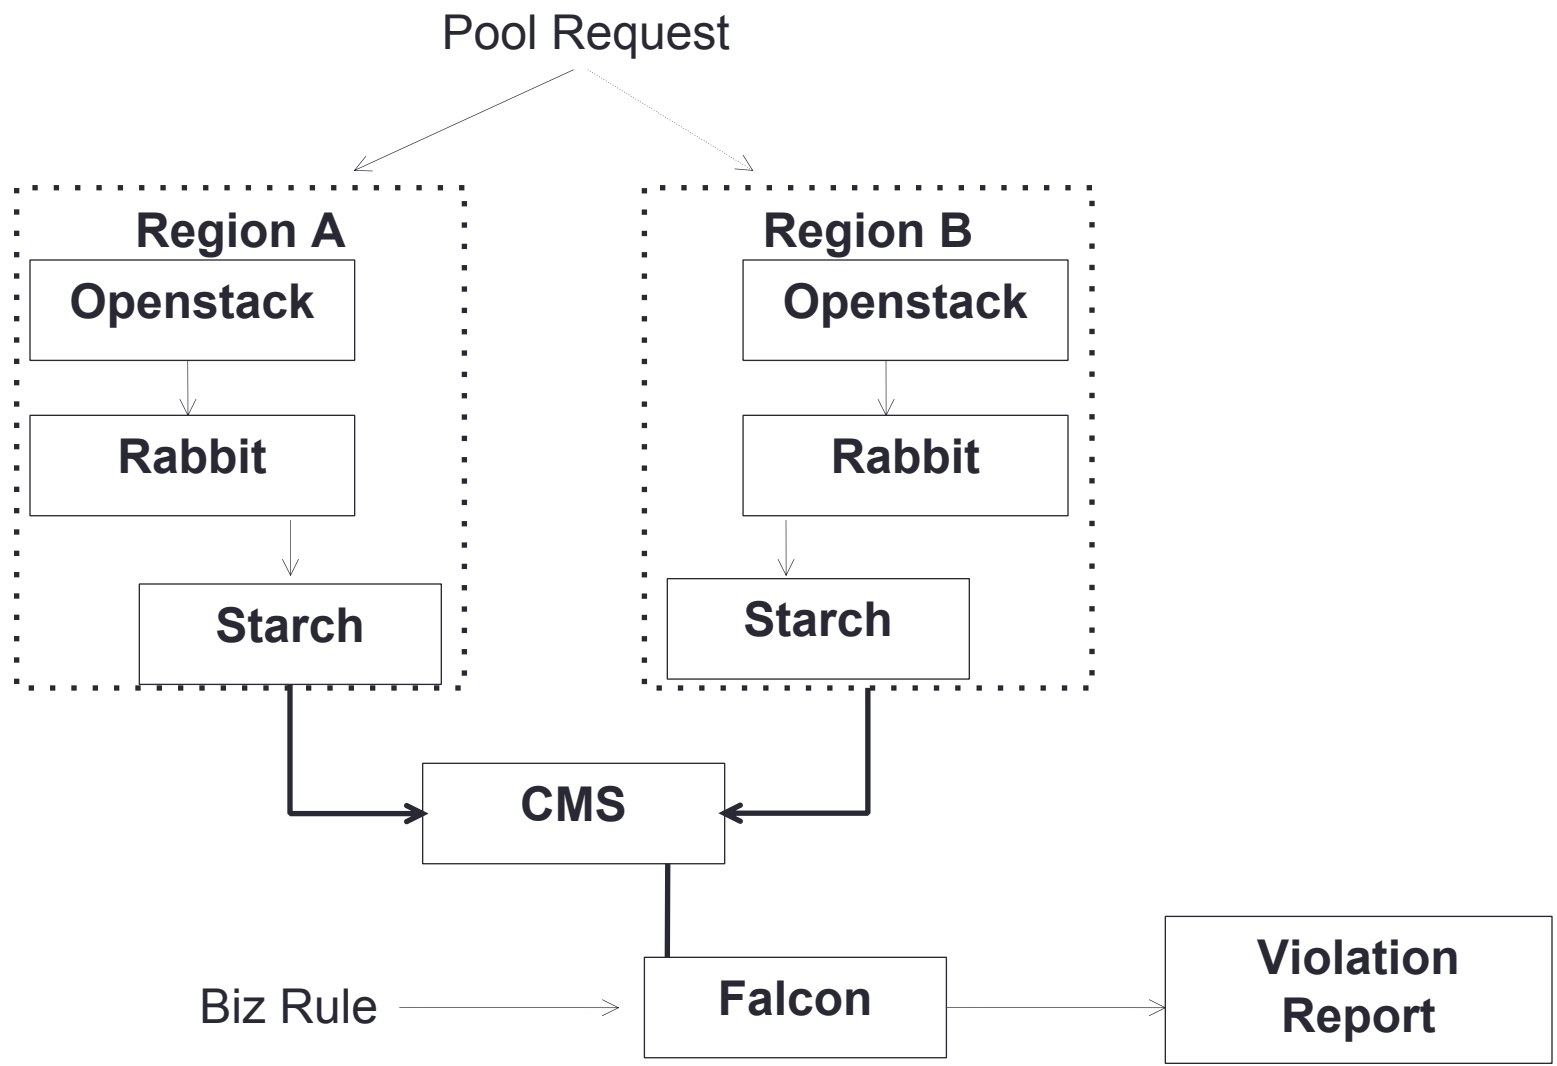 Pool Request
Region A
Openstack
Rabbit
Starch
Region B
Openstack
Rabbit
Starch
CMS
Biz Rule
Falcon
Violation
Report